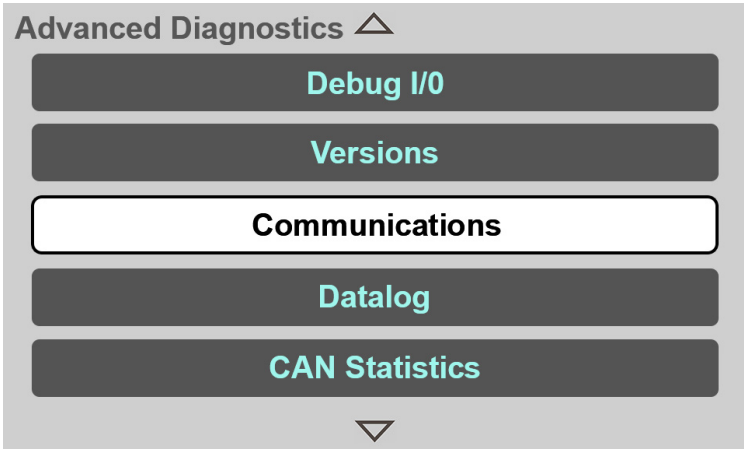 Advanced Diagnostics
Debug I/0
Versions
Communications
Datalog
CAN Statistics